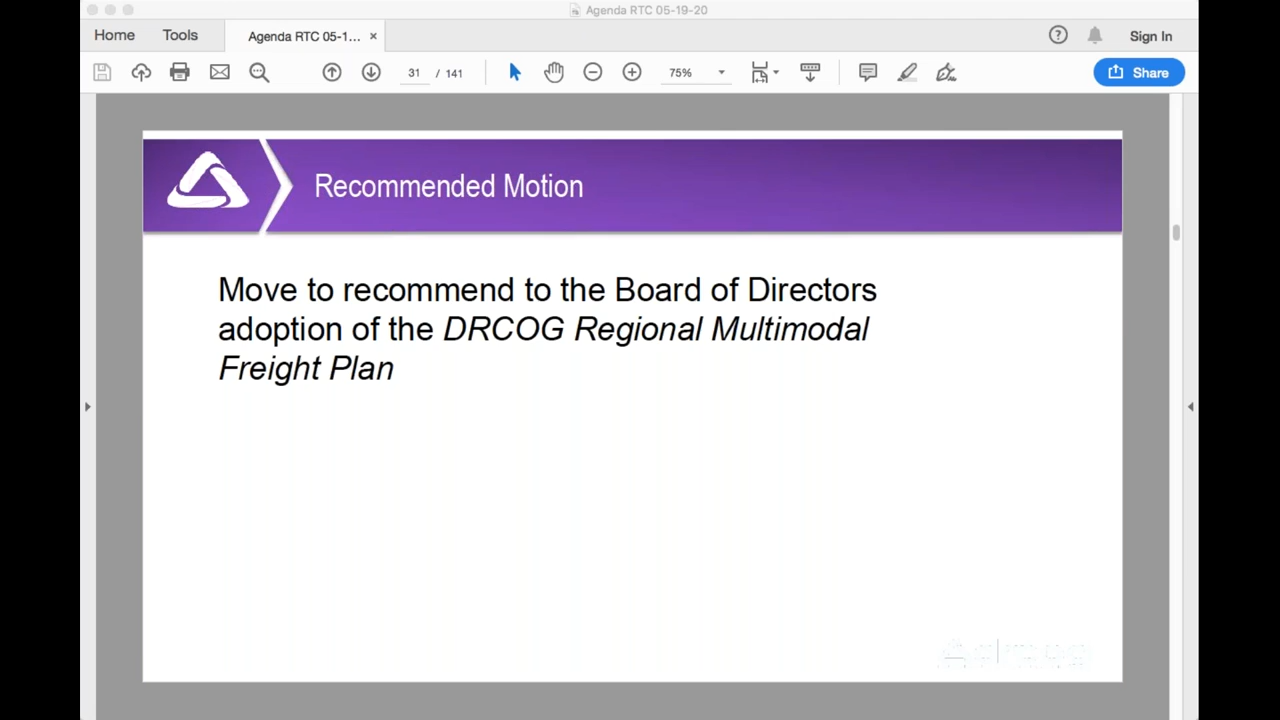 Agenda RTC 05-19-20
Home Tools Agenda RTC 05-1... × Sign In
31 / 141 75% Share
Recommended Motion
Move to recommend to the Board of Directors
adoption of the DRCOG Regional Multimodal
Freight Plan